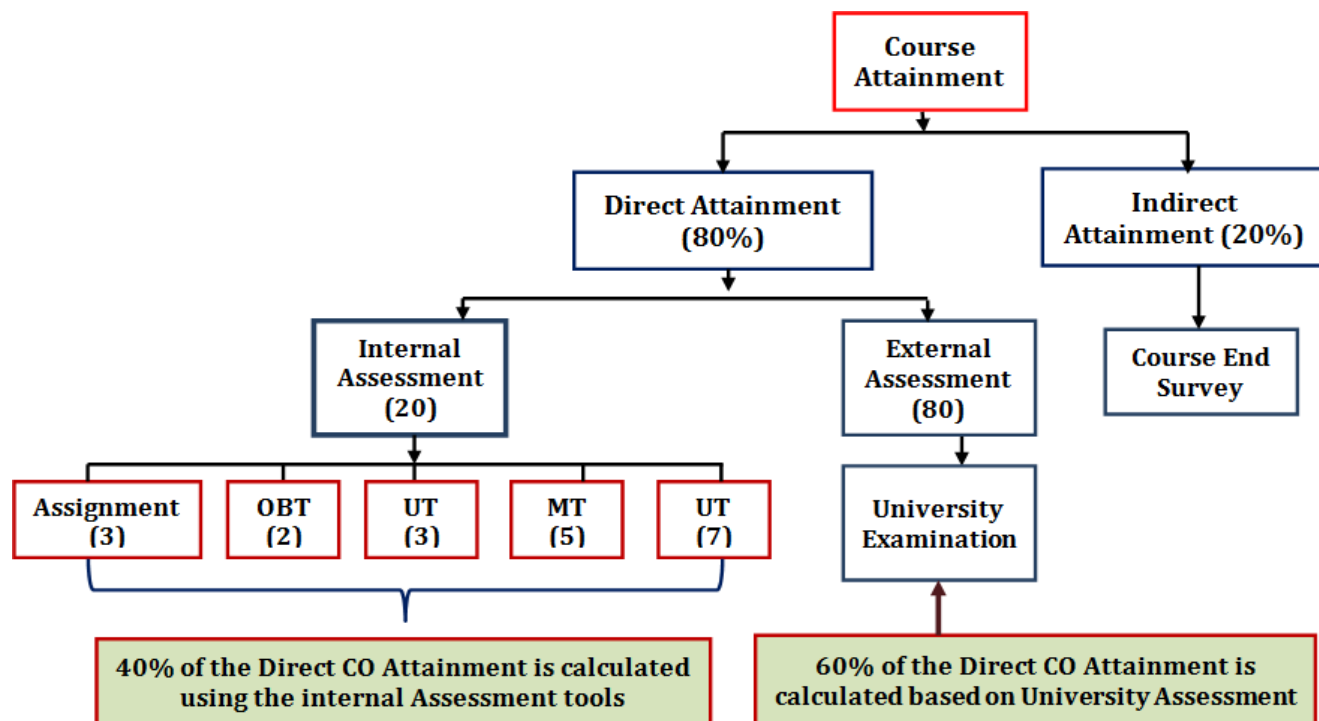 Course
Attainment
Direct Attainment
(80%)
Indirect
Attainment (20%)
Internal
Assessment
(20)
External
Assessment
(80)
Course End
Survey
Assignment
(3)
OBT
(2)
UT
(3)
MT
(5)
UT
(7)
University
Examination
40% of the Direct CO Attainment is calculated
using the internal Assessment tools
60% of the Direct CO Attainment is
calculated based on University Assessment